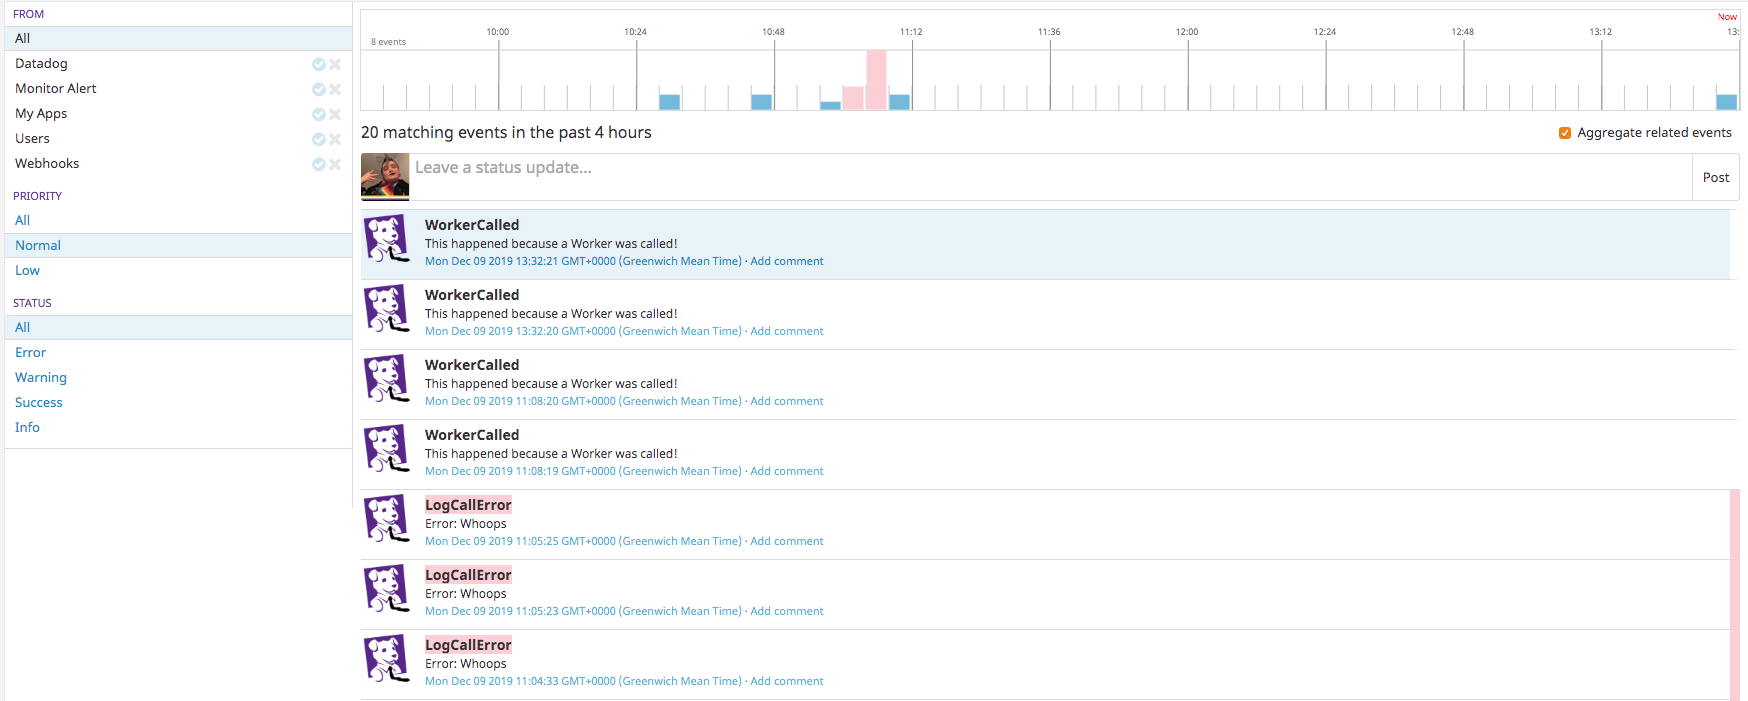 FROM
All
Datadog
Monitor Alert
My Apps
Users
Webhooks
PRIORITY
All
Normal
Low
STATUS
All
Error
Warning
Success
Info
Now
10:00 10:24 10:48 11:12 11:36 12:00 12:24 12:48 13:12 13:
8 events
20 matching events in the past 4 hours
Aggregate related events
Leave a status update...
Post
WorkerCalled
This happened because a Worker was called!
Mon Dec 09 2019 13:32:21 GMT+0000 (Greenwich Mean Time) · Add comment
WorkerCalled
This happened because a Worker was called!
Mon Dec 09 2019 13:32:20 GMT+0000 (Greenwich Mean Time) · Add comment
WorkerCalled
This happened because a Worker was called!
Mon Dec 09 2019 11:08:20 GMT+0000 (Greenwich Mean Time) · Add comment
WorkerCalled
This happened because a Worker was called!
Mon Dec 09 2019 11:08:19 GMT+0000 (Greenwich Mean Time) · Add comment
LogCallError
Error: Whoops
Mon Dec 09 2019 11:05:25 GMT+0000 (Greenwich Mean Time) · Add comment
LogCallError
Error: Whoops
Mon Dec 09 2019 11:05:23 GMT+0000 (Greenwich Mean Time) · Add comment
LogCallError
Error: Whoops
Mon Dec 09 2019 11:04:33 GMT+0000 (Greenwich Mean Time) · Add comment